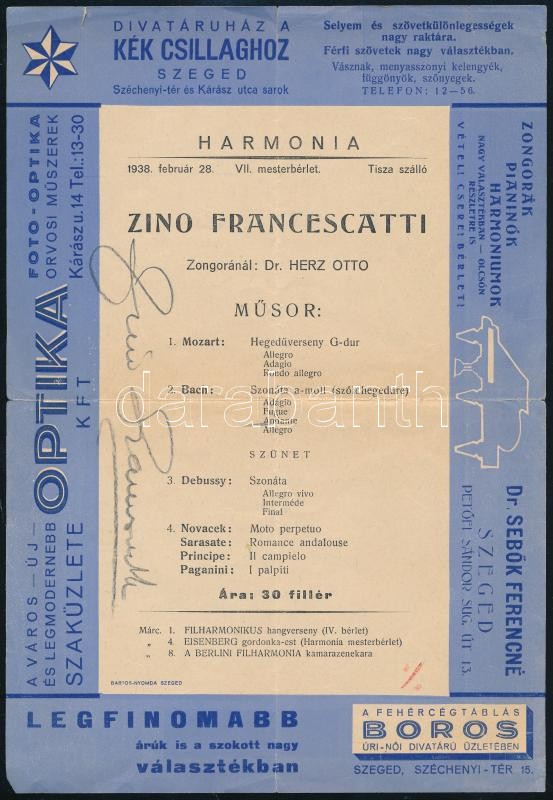 DIVATÁRUHÁZ A
KÉK CSILLAGHOZ
SZEGED
Széchenyi-tér és Kárász utca sarok
Selyem és szövetkülönlegességek
nagy raktára.
Férfi szövetek nagy választékban.
Vásznak, menyasszonyi kelengyék,
függönyök, szőnyegek.
TELEFON: 12-56.
A VÁROS — ÚJ —
ÉS LEGMODERNEBB
SZAKÜZLETE
OPTIKA
KFT
FOTO-OPTIKA
ORVOSI MŰSZEREK
Kárász u. 14 Tel.: 13-30
HARMONIA
1938. február 28. VII. mesterbérlet. Tisza szálló
ZINO FRANCESCATTI
Zongoránál: Dr. HERZ OTTO
MŰSOR:
1. Mozart: Hegedűverseny G-dur
Allegro
Adagio
Rondo allegro
2. Bach: Szonáta a-moll (szólóhegedűre)
Adagio
Fugue
Andante
Allegro
SZÜNET
3. Debussy: Szonáta
Allegro vivo
Interméde
Final
4. Novacek: Moto perpetuo
Sarasate: Romance andalouse
Principe: Il campielo
Paganini: I palpiti
Ára: 30 fillér
Márc. 1. FILHARMONIKUS hangverseny (IV. bérlet)
„ 4. EISENBERG gordonka-est (Harmonia mesterbérlet)
„ 8. A BERLINI FILHARMONIA kamarazenekara
BARTOS-NYOMDA SZEGED
Zino Francescatti
darabanth
ZONGORÁK
PIANINÓK
HARMONIUMOK
NAGY VÁLASZTÉKBAN — OLCSÓN
RÉSZLETRE IS
VÉTEL! CSERE! BÉRLET!
Dr. SEBŐK FERENCNÉ
SZEGED
PETŐFI SÁNDOR SUG. ÚT 13.
LEGFINOMABB
árúk is a szokott nagy
választékban
A FEHÉRCÉGTÁBLÁS
BOROS
ÚRI-NŐI DIVATÁRÚ ÜZLETÉBEN
SZEGED, SZÉCHENYI-TÉR 15.